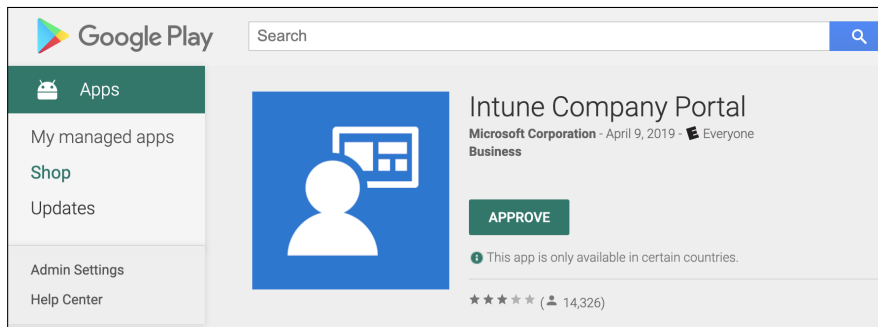 Google Play
Search
Apps
My managed apps
Shop
Updates
Admin Settings
Help Center
Intune Company Portal
Microsoft Corporation - April 9, 2019 - E Everyone
Business
APPROVE
This app is only available in certain countries.
( 14,326)